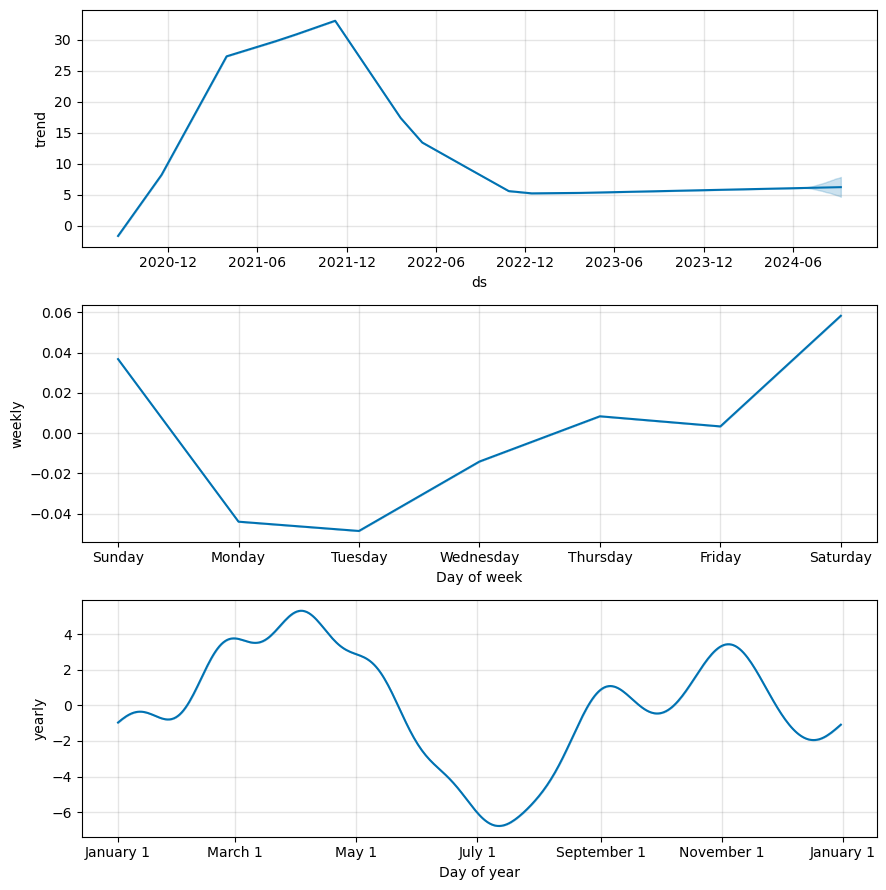 30
25
20
15
10
5
0
trend
2020-12 2021-06 2021-12 2022-06 2022-12 2023-06 2023-12 2024-06
ds
0.06
0.04
0.02
0.00
−0.02
−0.04
weekly
Sunday Monday Tuesday Wednesday Thursday Friday Saturday
Day of week
4
2
0
−2
−4
−6
yearly
January 1 March 1 May 1 July 1 September 1 November 1 January 1
Day of year